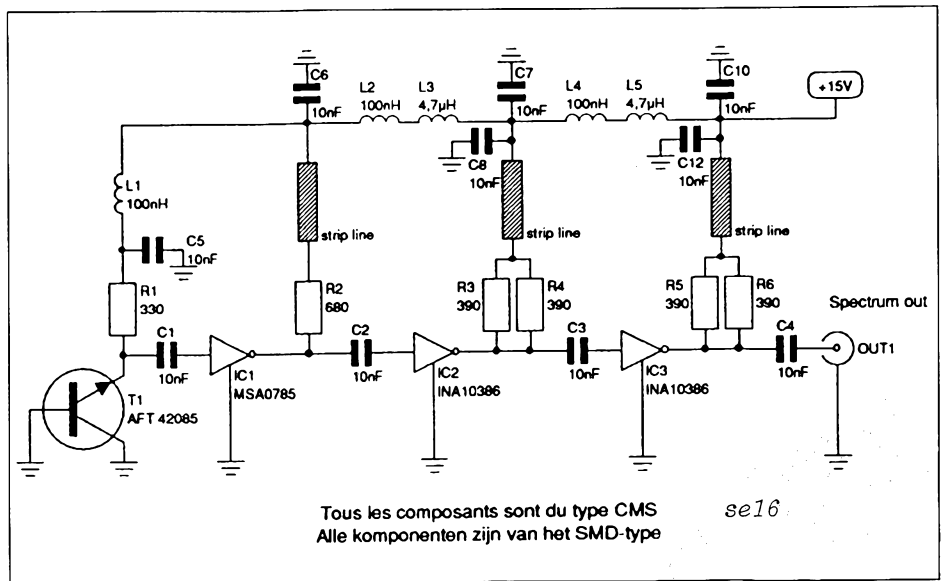 C6
10nF
L2
100nH
L3
4,7µH
C7
10nF
L4
100nH
L5
4,7µH
C10
10nF
+15V
L1
100nH
C8
10nF
C12
10nF
strip line
strip line
strip line
C5
10nF
R1
330
R2
680
R3
390
R4
390
R5
390
R6
390
Spectrum out
C1
10nF
C2
10nF
C3
10nF
C4
10nF
OUT1
IC1
MSA0785
IC2
INA10386
IC3
INA10386
T1
AFT 42085
Tous les composants sont du type CMS
Alle komponenten zijn van het SMD-type
se16